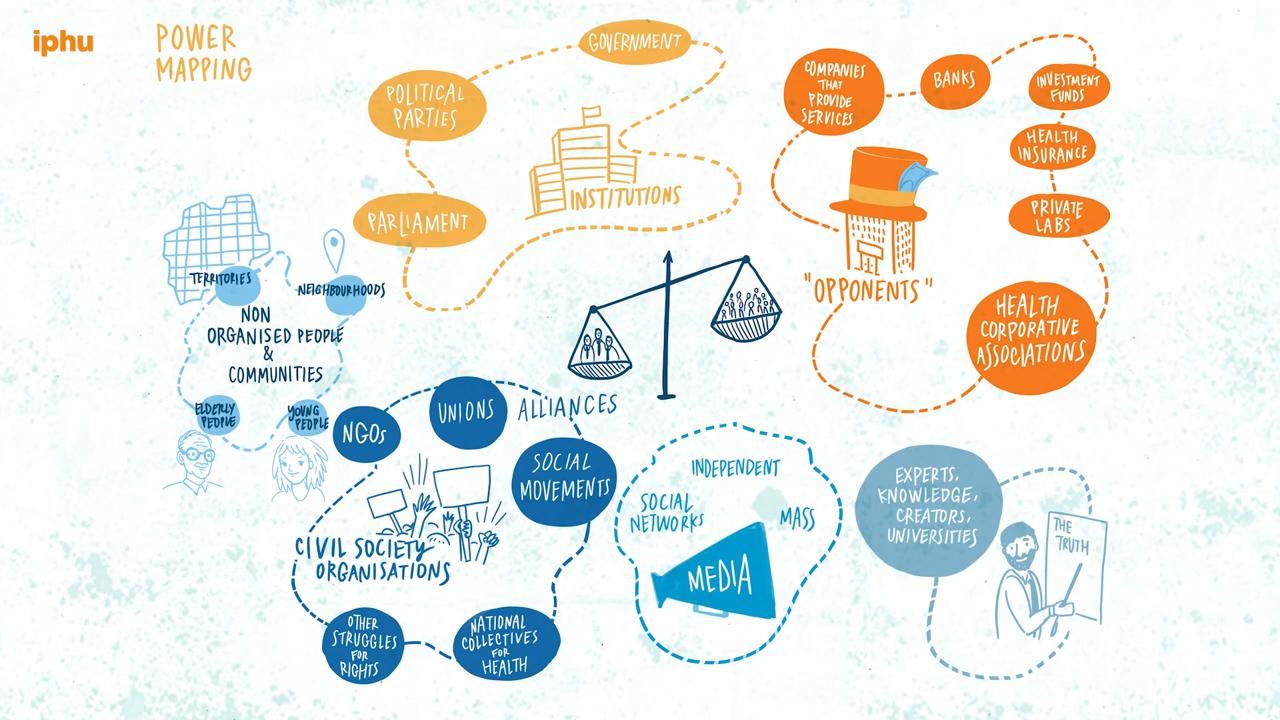 iphu
POWER
MAPPING
GOVERNMENT
POLITICAL
PARTIES
PARLIAMENT
INSTITUTIONS
COMPANIES
THAT
PROVIDE
SERVICES
BANKS
INVESTMENT
FUNDS
HEALTH
INSURANCE
PRIVATE
LABS
"OPPONENTS"
HEALTH
CORPORATIVE
ASSOCIATIONS
TERRITORIES
NEIGHBOURHOODS
NON
ORGANISED PEOPLE
&
COMMUNITIES
ELDERLY
PEOPLE
YOUNG
PEOPLE
NGOs
UNIONS
ALLIANCES
SOCIAL
MOVEMENTS
CIVIL SOCIETY
ORGANISATIONS
OTHER
STRUGGLES
FOR
RIGHTS
NATIONAL
COLLECTIVES
FOR
HEALTH
INDEPENDENT
SOCIAL
NETWORKS
MASS
MEDIA
EXPERTS,
KNOWLEDGE,
CREATORS,
UNIVERSITIES
THE
TRUTH